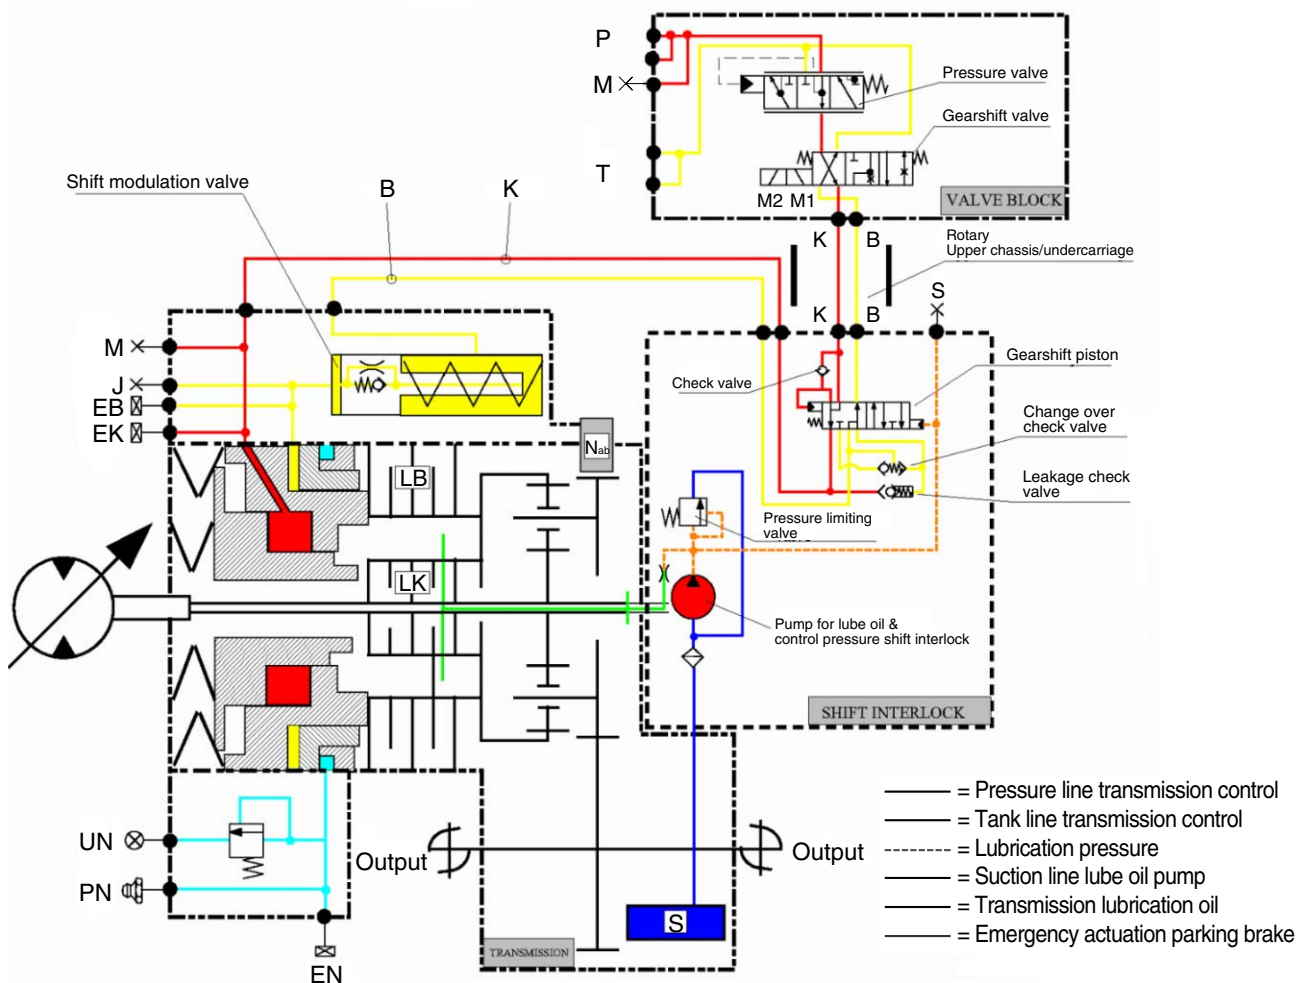 P
Pressure valve
M
Gearshift valve
T
Shift modulation valve
B
K
M2 M1
VALVE BLOCK
K
B
Rotary
Upper chassis/undercarriage
S
K
B
M
Gearshift piston
J
Check valve
EB
Change over
check valve
EK
Nab
LB
Leakage check
valve
Pressure limiting
valve
LK
Pump for lube oil &
control pressure shift interlock
SHIFT INTERLOCK
= Pressure line transmission control
= Tank line transmission control
= Lubrication pressure
= Suction line lube oil pump
= Transmission lubrication oil
= Emergency actuation parking brake
UN
Output
Output
PN
S
TRANSMISSION
EN